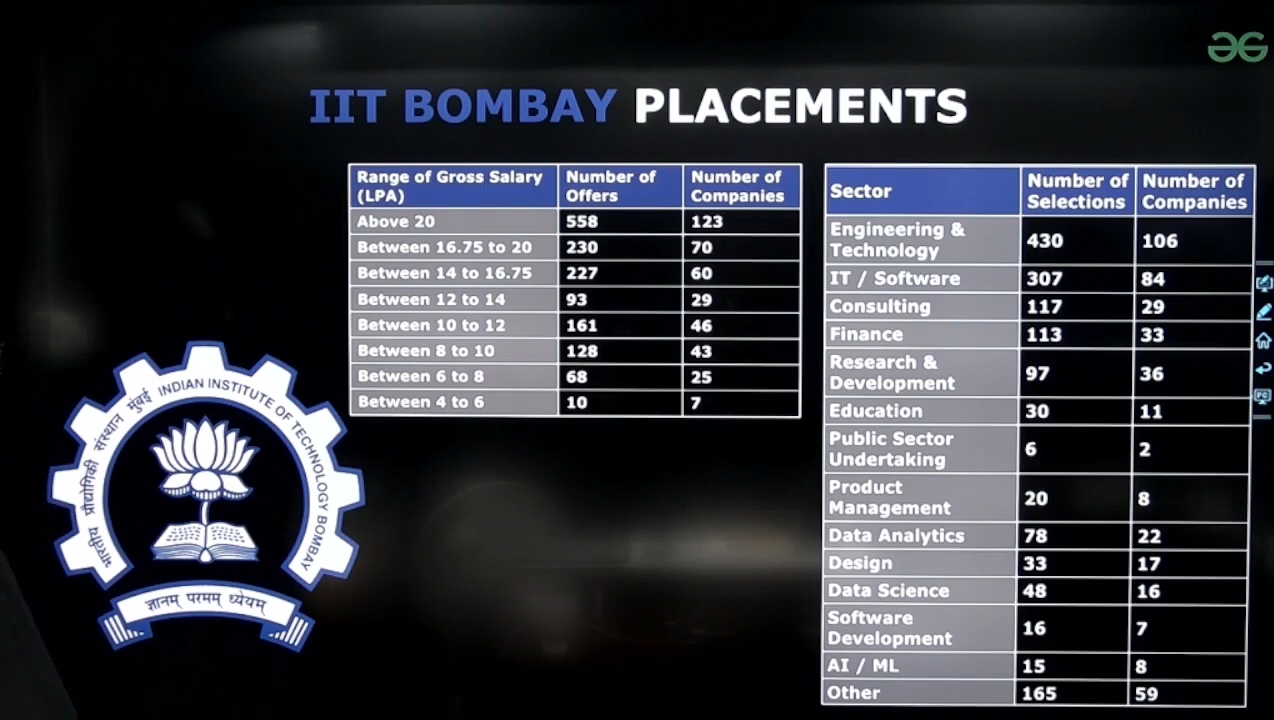 IIT BOMBAY PLACEMENTS
Range of Gross Salary (LPA) Number of Offers Number of Companies
Above 20 558 123
Between 16.75 to 20 230 70
Between 14 to 16.75 227 60
Between 12 to 14 93 29
Between 10 to 12 161 46
Between 8 to 10 128 43
Between 6 to 8 68 25
Between 4 to 6 10 7
Sector Number of Selections Number of Companies
Engineering & Technology 430 106
IT / Software 307 84
Consulting 117 29
Finance 113 33
Research & Development 97 36
Education 30 11
Public Sector Undertaking 6 2
Product Management 20 8
Data Analytics 78 22
Design 33 17
Data Science 48 16
Software Development 16 7
AI / ML 15 8
Other 165 59
भारतीय प्रौद्योगिकी संस्थान मुंबई INDIAN INSTITUTE OF TECHNOLOGY BOMBAY
ज्ञानम् परमम् ध्येयम्
PC